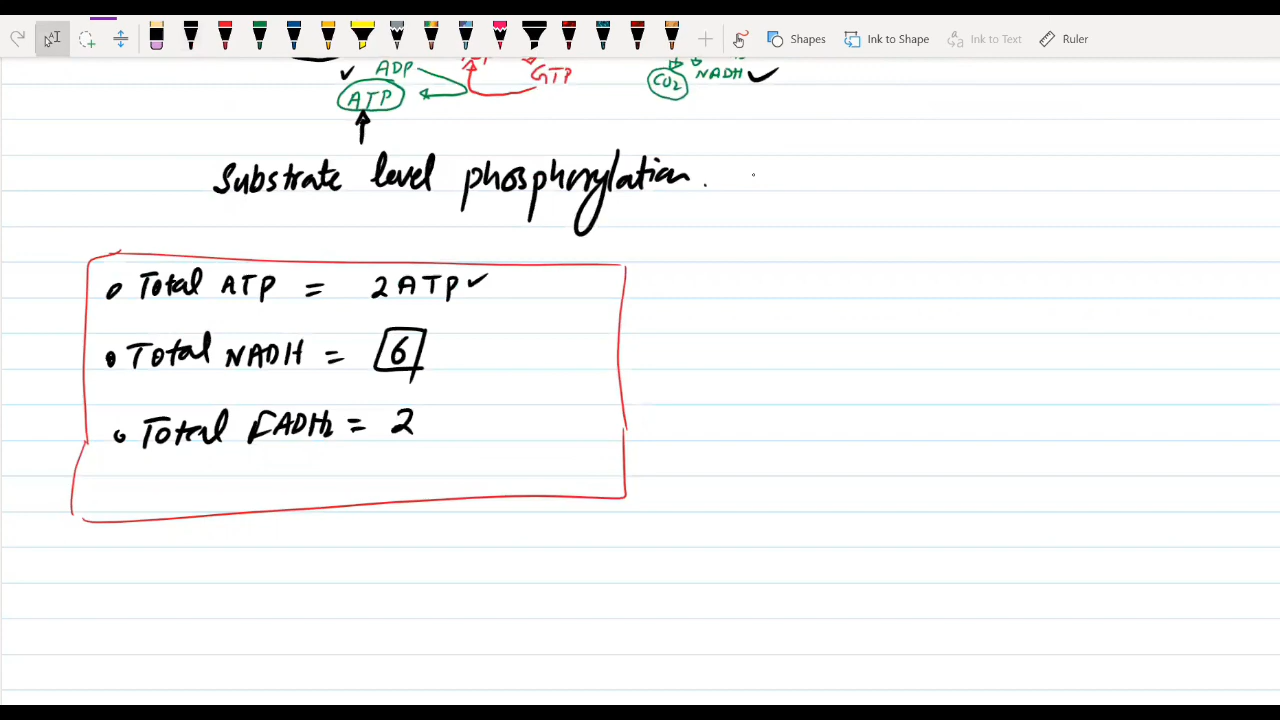 Shapes Ink to Shape Ink to Text Ruler
ADP GTP CO2 NADH ✓
✓ ATP
Substrate level phosphorylation.
• Total ATP = 2 ATP ✓
• Total NADH = 6
• Total FADH2 = 2